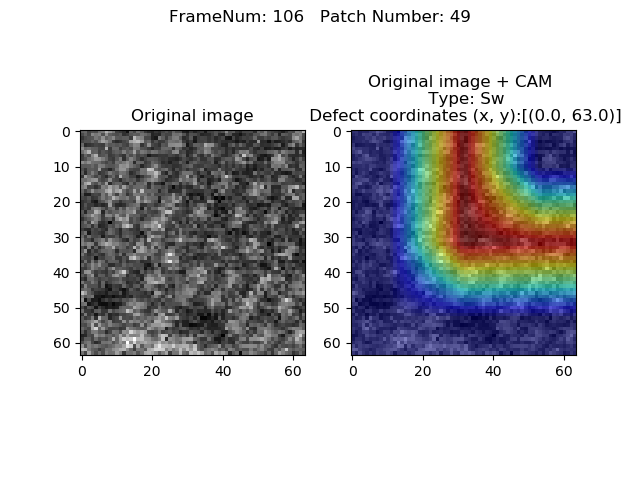 FrameNum: 106   Patch Number: 49
Original image + CAM
Type: Sw
Original image
Defect coordinates (x, y):[(0.0, 63.0)]
0
10
20
30
40
50
60
0 20 40 60
0
10
20
30
40
50
60
0 20 40 60